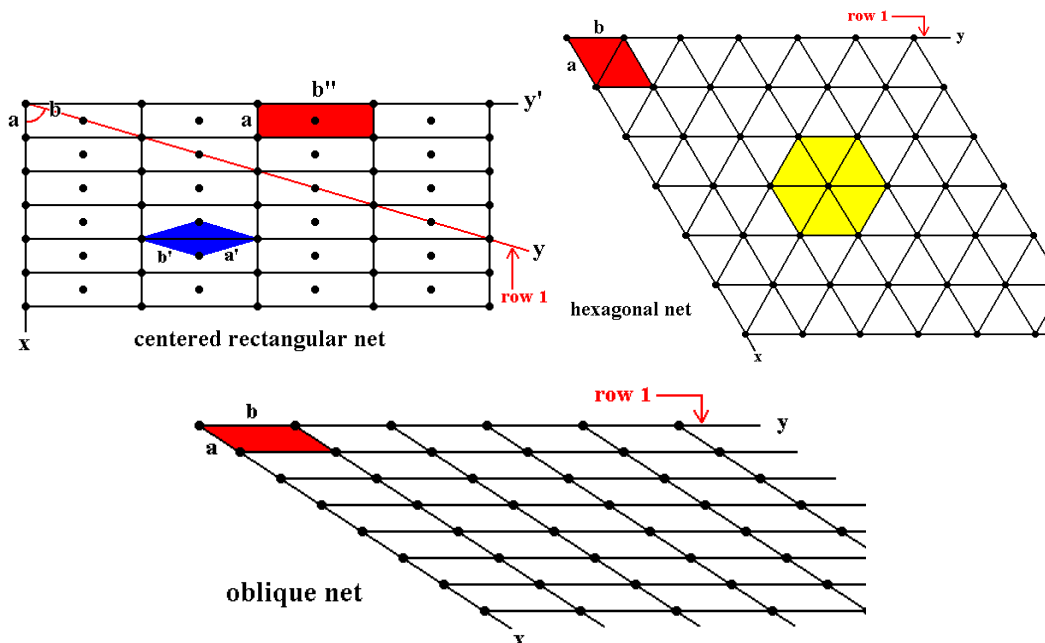 b''
y'
a
b
a
b'
a'
y
row 1
x
centered rectangular net
row 1
b
y
a
hexagonal net
x
row 1
b
y
a
oblique net
x